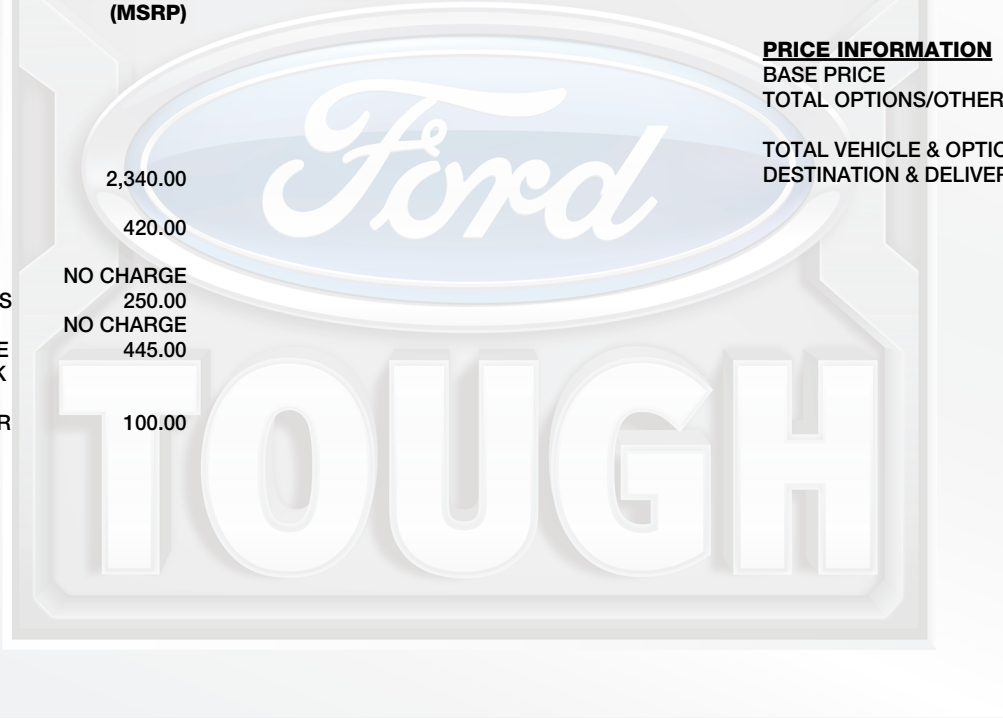 (MSRP)
2,340.00
420.00
NO CHARGE
S 250.00
NO CHARGE
E 445.00
K
R 100.00
PRICE INFORMATION
BASE PRICE
TOTAL OPTIONS/OTHER
TOTAL VEHICLE & OPTIO
DESTINATION & DELIVER
Ford
TOUGH